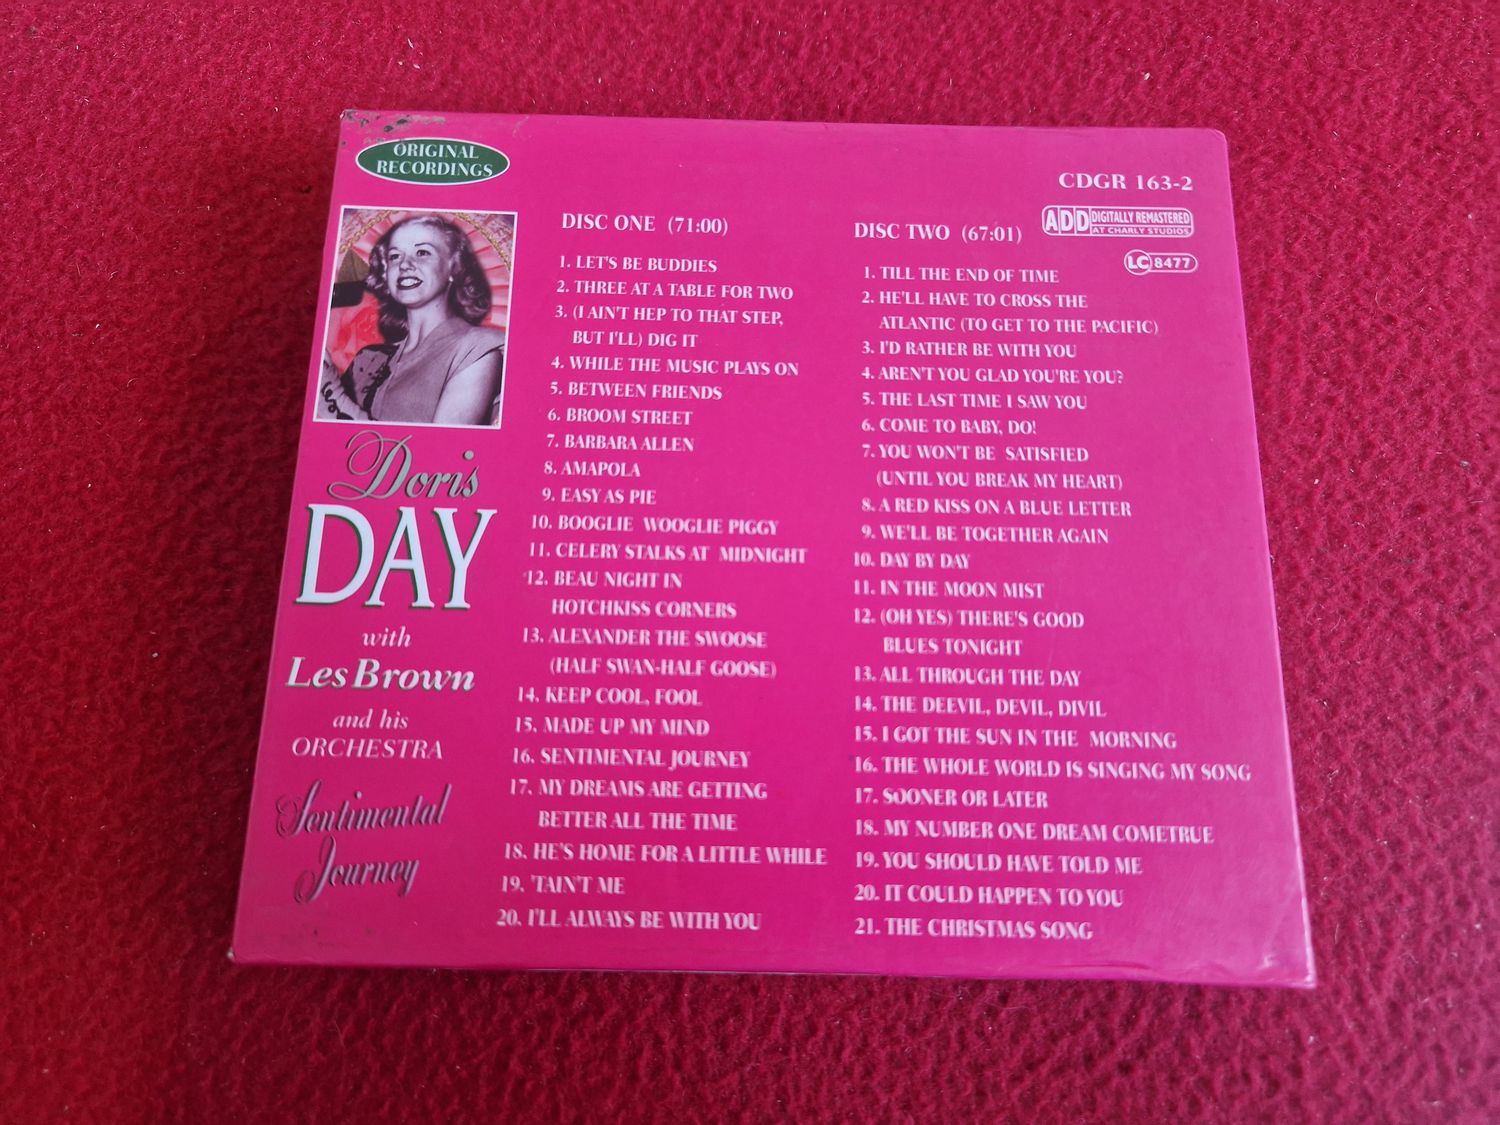 ORIGINAL
RECORDINGS
Doris
DAY
with
Les Brown
and his
ORCHESTRA
Sentimental
Journey
DISC ONE (71:00)
1. LET'S BE BUDDIES
2. THREE AT A TABLE FOR TWO
3. (I AIN'T HEP TO THAT STEP,
BUT I'LL) DIG IT
4. WHILE THE MUSIC PLAYS ON
5. BETWEEN FRIENDS
6. BROOM STREET
7. BARBARA ALLEN
8. AMAPOLA
9. EASY AS PIE
10. BOOGLIE WOOGLIE PIGGY
11. CELERY STALKS AT MIDNIGHT
12. BEAU NIGHT IN
HOTCHKISS CORNERS
13. ALEXANDER THE SWOOSE
(HALF SWAN-HALF GOOSE)
14. KEEP COOL, FOOL
15. MADE UP MY MIND
16. SENTIMENTAL JOURNEY
17. MY DREAMS ARE GETTING
BETTER ALL THE TIME
18. HE'S HOME FOR A LITTLE WHILE
19. 'TAIN'T ME
20. I'LL ALWAYS BE WITH YOU
CDGR 163-2
ADD DIGITALLY REMASTERED
AT CHARLY STUDIOS
LC 8477
DISC TWO (67:01)
1. TILL THE END OF TIME
2. HE'LL HAVE TO CROSS THE
ATLANTIC (TO GET TO THE PACIFIC)
3. I'D RATHER BE WITH YOU
4. AREN'T YOU GLAD YOU'RE YOU?
5. THE LAST TIME I SAW YOU
6. COME TO BABY, DO!
7. YOU WON'T BE SATISFIED
(UNTIL YOU BREAK MY HEART)
8. A RED KISS ON A BLUE LETTER
9. WE'LL BE TOGETHER AGAIN
10. DAY BY DAY
11. IN THE MOON MIST
12. (OH YES) THERE'S GOOD
BLUES TONIGHT
13. ALL THROUGH THE DAY
14. THE DEEVIL, DEVIL, DIVIL
15. I GOT THE SUN IN THE MORNING
16. THE WHOLE WORLD IS SINGING MY SONG
17. SOONER OR LATER
18. MY NUMBER ONE DREAM COMETRUE
19. YOU SHOULD HAVE TOLD ME
20. IT COULD HAPPEN TO YOU
21. THE CHRISTMAS SONG